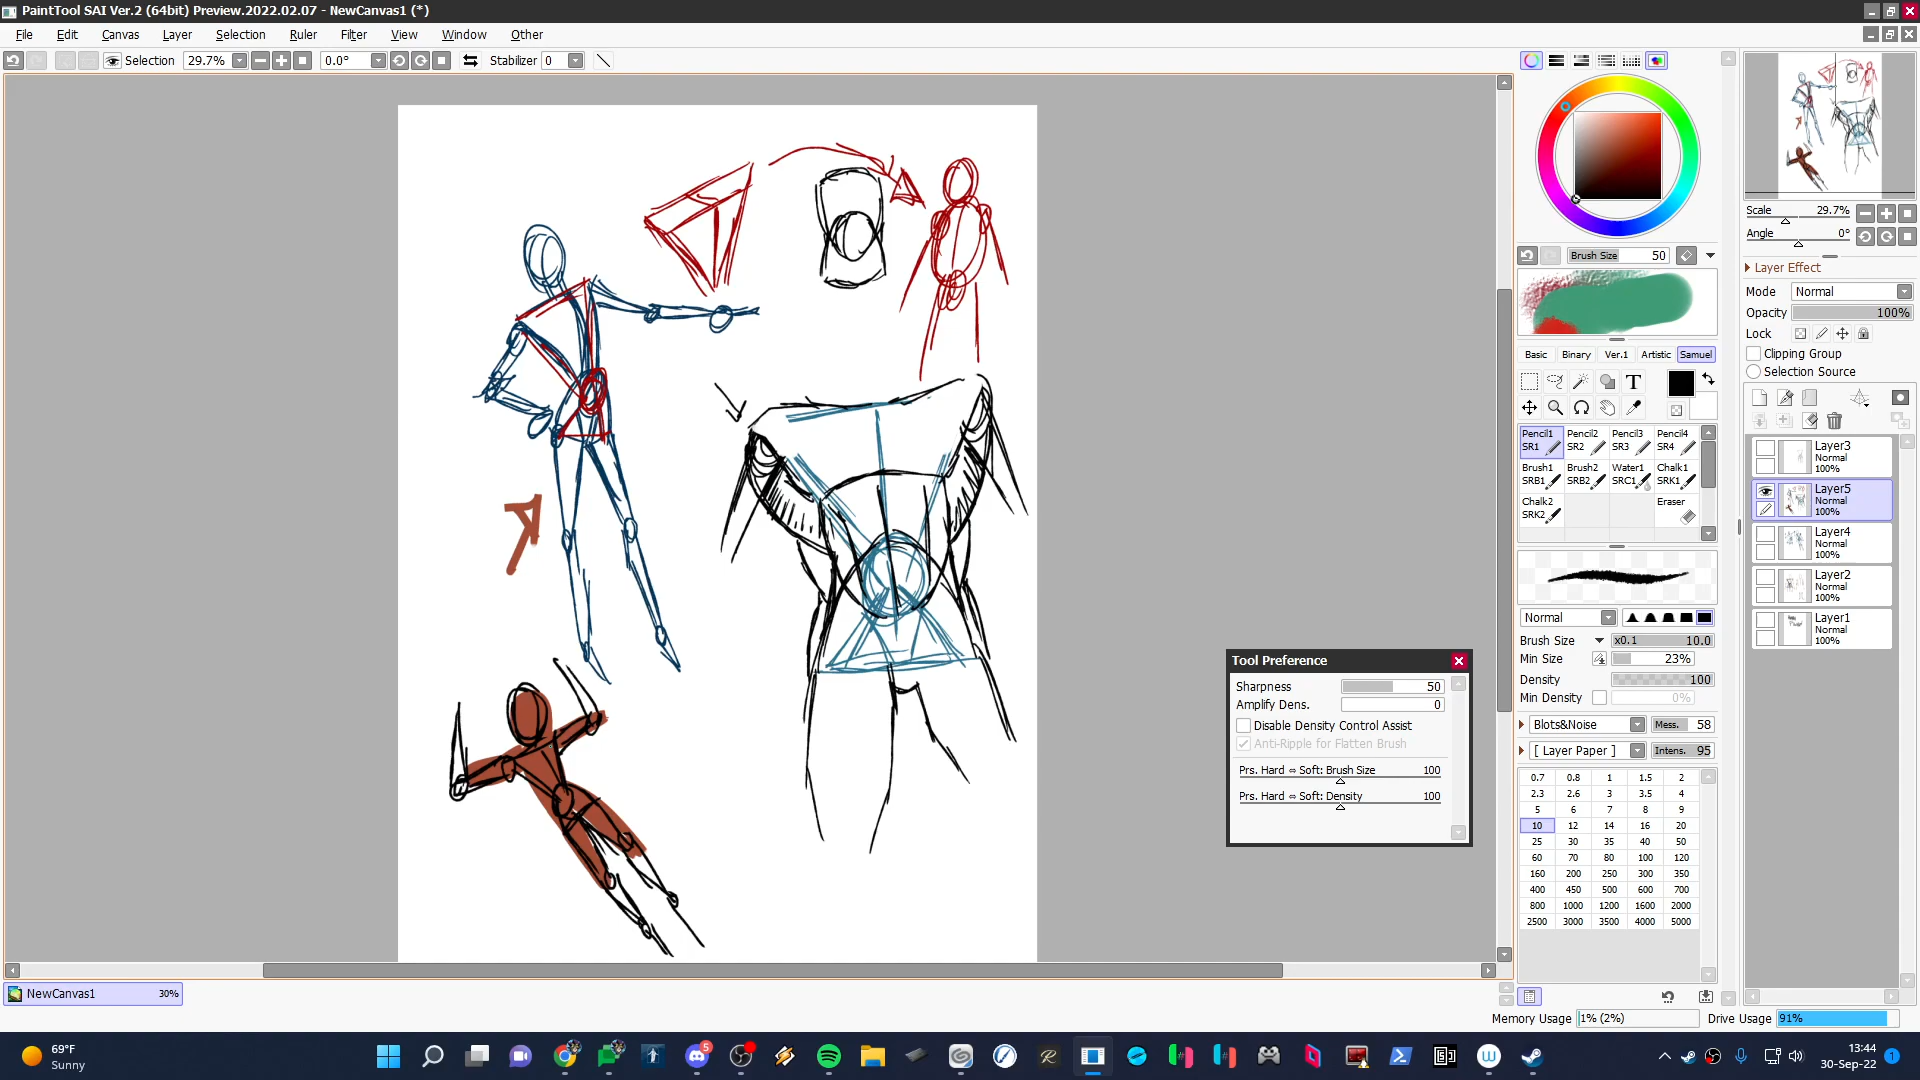 PaintTool SAI Ver.2 (64bit) Preview.2022.02.07 - NewCanvas1 (*)
File Edit Canvas Layer Selection Ruler Filter View Window Other
Selection 29.7% 0.0° Stabilizer 0
Scale 29.7%
Angle 0°
Layer Effect
Mode Normal
Opacity 100%
Lock
Clipping Group
Selection Source
Layer3
Normal
100%
Layer5
Normal
100%
Layer4
Normal
100%
Layer2
Normal
100%
Layer1
Normal
100%
Brush Size 50
Basic Binary Ver.1 Artistic Samuel
T
Pencil1 Pencil2 Pencil3 Pencil4
SR1 SR2 SR3 SR4
Brush1 Brush2 Water1 Chalk1
SRB1 SRB2 SRC1 SRK1
Chalk2 Eraser
SRK2
Normal
Brush Size x0.1 10.0
Min Size 23%
Density 100
Min Density 0%
Blots&Noise Mess. 58
[ Layer Paper ] Intens. 95
0.7 0.8 1 1.5 2
2.3 2.6 3 3.5 4
5 6 7 8 9
10 12 14 16 20
25 30 35 40 50
60 70 80 100 120
160 200 250 300 350
400 450 500 600 700
800 1000 1200 1600 2000
2500 3000 3500 4000 5000
Tool Preference
Sharpness 50
Amplify Dens. 0
Disable Density Control Assist
Anti-Ripple for Flatten Brush
Prs. Hard ⇔ Soft: Brush Size 100
Prs. Hard ⇔ Soft: Density 100
NewCanvas1 30%
Memory Usage 1% (2%) Drive Usage 91%
69°F
Sunny
5
13:44
30-Sep-22
1